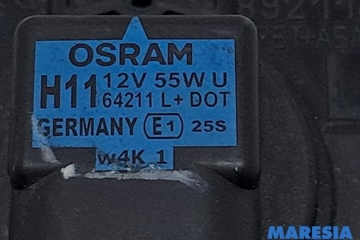 OSRAM
H11 12V 55W U
64211 L+ DOT
GERMANY E1 25S
w4K 1
MARESIA